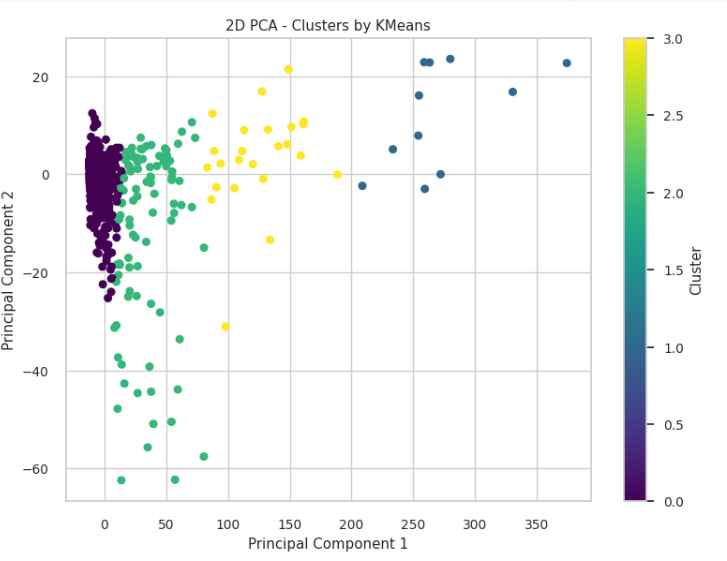 2D PCA - Clusters by KMeans
Principal Component 2
20
0
−20
−40
−60
0 50 100 150 200 250 300 350
Principal Component 1
3.0
2.5
2.0
1.5
1.0
0.5
0.0
Cluster